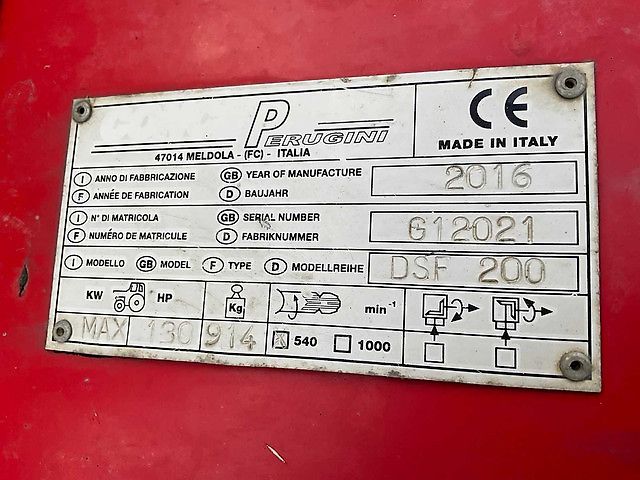 PERUGINI
47014 MELDOLA - (FC) - ITALIA
CE
MADE IN ITALY
I ANNO DI FABBRICAZIONE GB YEAR OF MANUFACTURE
F ANNÉE DE FABRICATION D BAUJAHR
2016
I N° DI MATRICOLA GB SERIAL NUMBER
F NUMÉRO DE MATRICULE D FABRIKNUMMER
G12021
I MODELLO GB MODEL F TYPE D MODELLREIHE DSF 200
KW HP Kg min⁻¹
MAX 130 914 540 1000